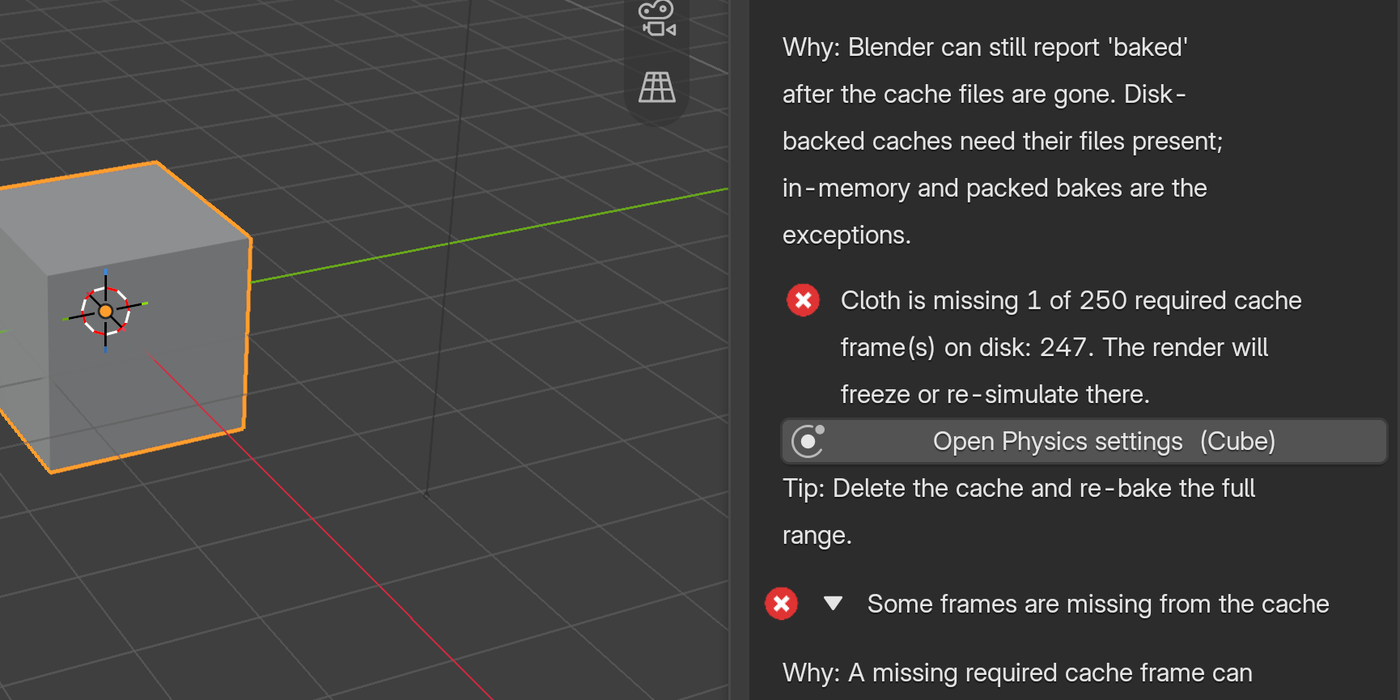 Why: Blender can still report 'baked'
after the cache files are gone. Disk-
backed caches need their files present;
in-memory and packed bakes are the
exceptions.
Cloth is missing 1 of 250 required cache
frame(s) on disk: 247. The render will
freeze or re-simulate there.
Open Physics settings (Cube)
Tip: Delete the cache and re-bake the full
range.
Some frames are missing from the cache
Why: A missing required cache frame can